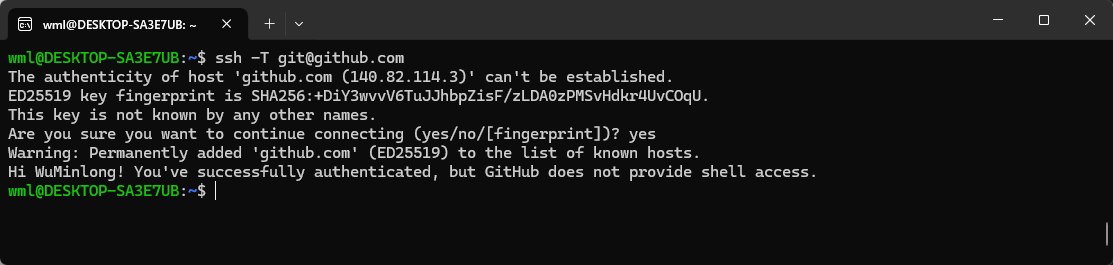 wml@DESKTOP-SA3E7UB: ~
wml@DESKTOP-SA3E7UB:~$ ssh -T git@github.com
The authenticity of host 'github.com (140.82.114.3)' can't be established.
ED25519 key fingerprint is SHA256:+DiY3wvvV6TuJJhbpZisF/zLDA0zPMSvHdkr4UvCOqU.
This key is not known by any other names.
Are you sure you want to continue connecting (yes/no/[fingerprint])? yes
Warning: Permanently added 'github.com' (ED25519) to the list of known hosts.
Hi WuMinlong! You've successfully authenticated, but GitHub does not provide shell access.
wml@DESKTOP-SA3E7UB:~$